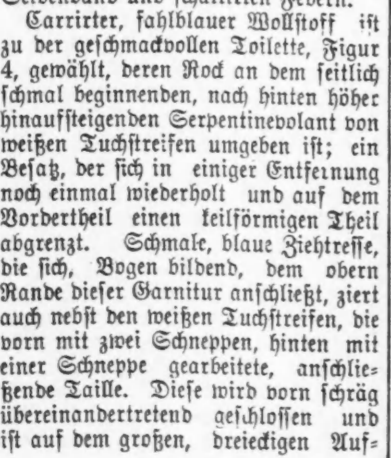 Serpenband und schattirten Federn.
Carrirter, fahlblauer Wollstoff ist
zu der geschmackvollen Toilette, Figur
4, gewählt, deren Rock an dem seitlich
schmal beginnenden, nach hinten höher
hinaufsteigenden Serpentinevolant von
weißen Tuchstreifen umgeben ist; ein
Besatz, der sich in einiger Entfernung
noch einmal wiederholt und auf dem
Vordertheil einen keilförmigen Theil
abgrenzt. Schmale, blaue Ziehtresse,
die sich, Bogen bildend, dem obern
Rande dieser Garnitur anschließt, ziert
auch nebst den weißen Tuchstreifen, die
vorn mit zwei Schneppen, hinten mit
einer Schneppe gearbeitete, anschlie-
ßende Taille. Diese wird vorn schräg
übereinandertretend geschlossen und
ist auf dem großen, dreieckigen Auf-